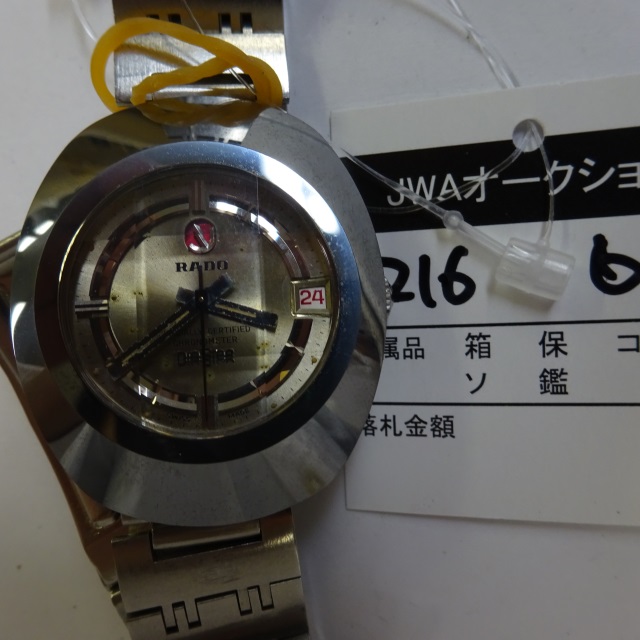 RADO
24
DIASTAR
JWAオークショ
216
属品 箱 保 コ
ソ 鑑
落札金額